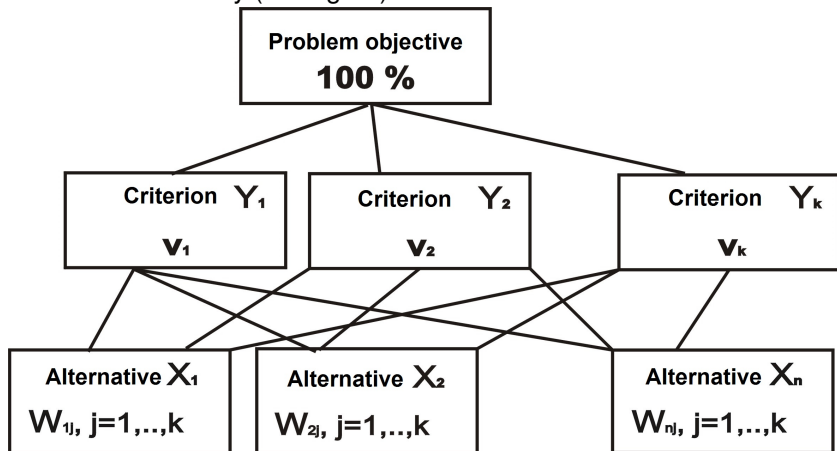 Problem objective
100 %
Criterion Y₁
v₁
Criterion Y₂
v₂
Criterion Yₖ
vₖ
Alternative X₁
W₁ⱼ, j=1,..,k
Alternative X₂
W₂ⱼ, j=1,..,k
Alternative Xₙ
Wₙⱼ, j=1,..,k